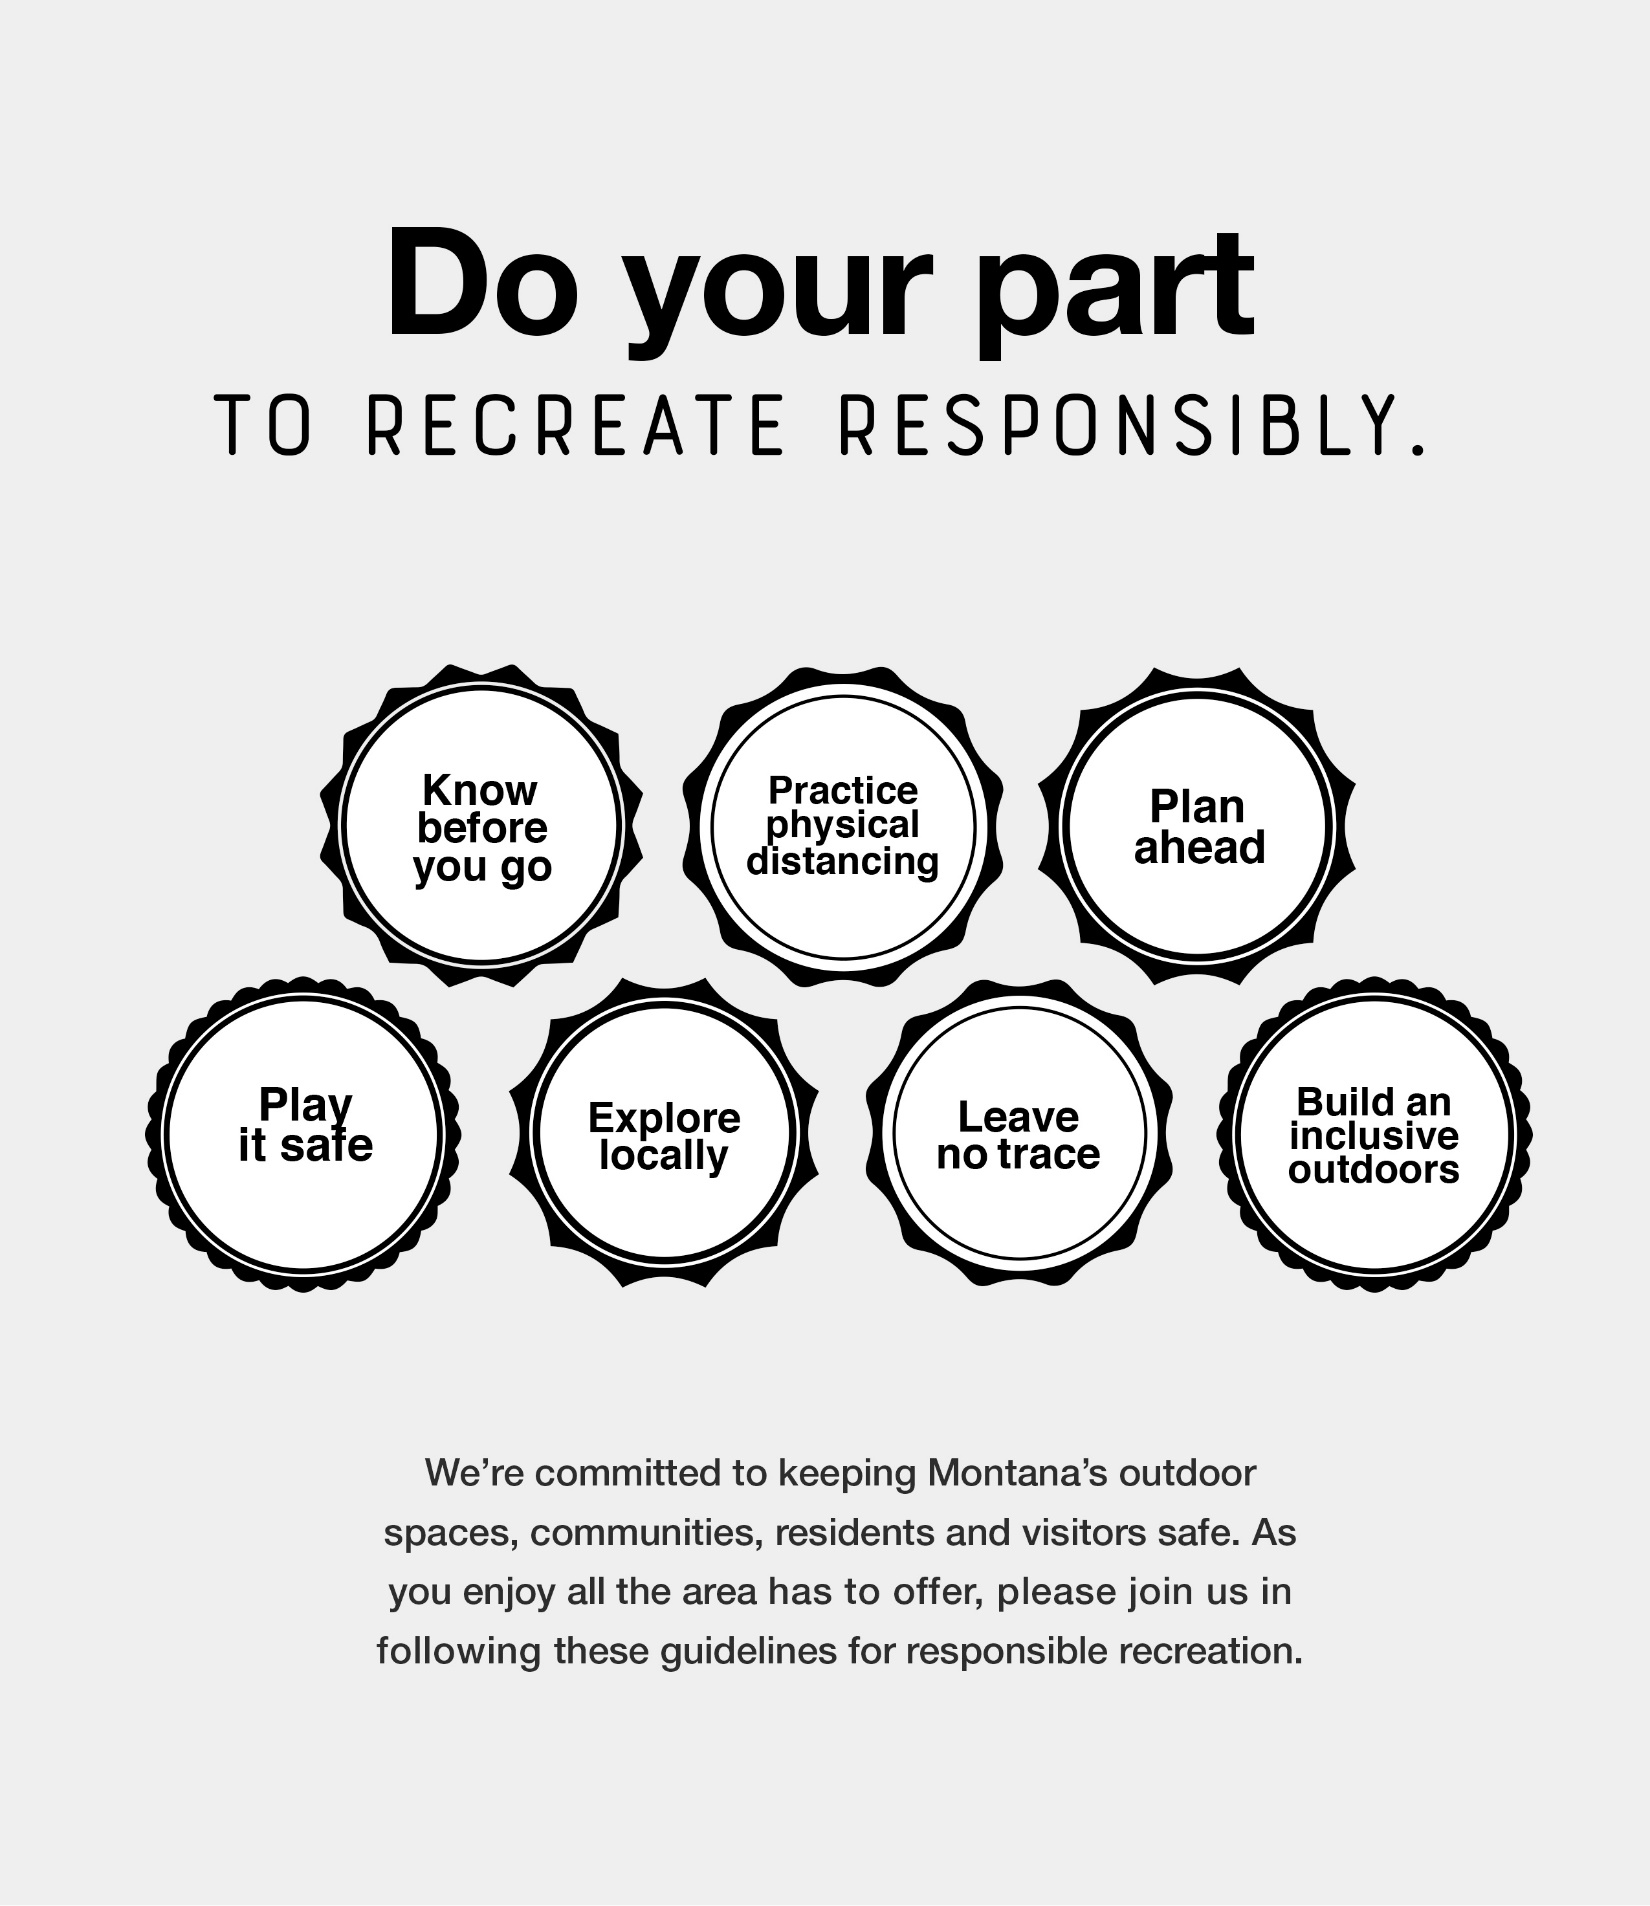 Do your part
TO RECREATE RESPONSIBLY.
Know
before
you go
Practice
physical
distancing
Plan
ahead
Play
it safe
Explore
locally
Leave
no trace
Build an
inclusive
outdoors
We’re committed to keeping Montana’s outdoor
spaces, communities, residents and visitors safe. As
you enjoy all the area has to offer, please join us in
following these guidelines for responsible recreation.